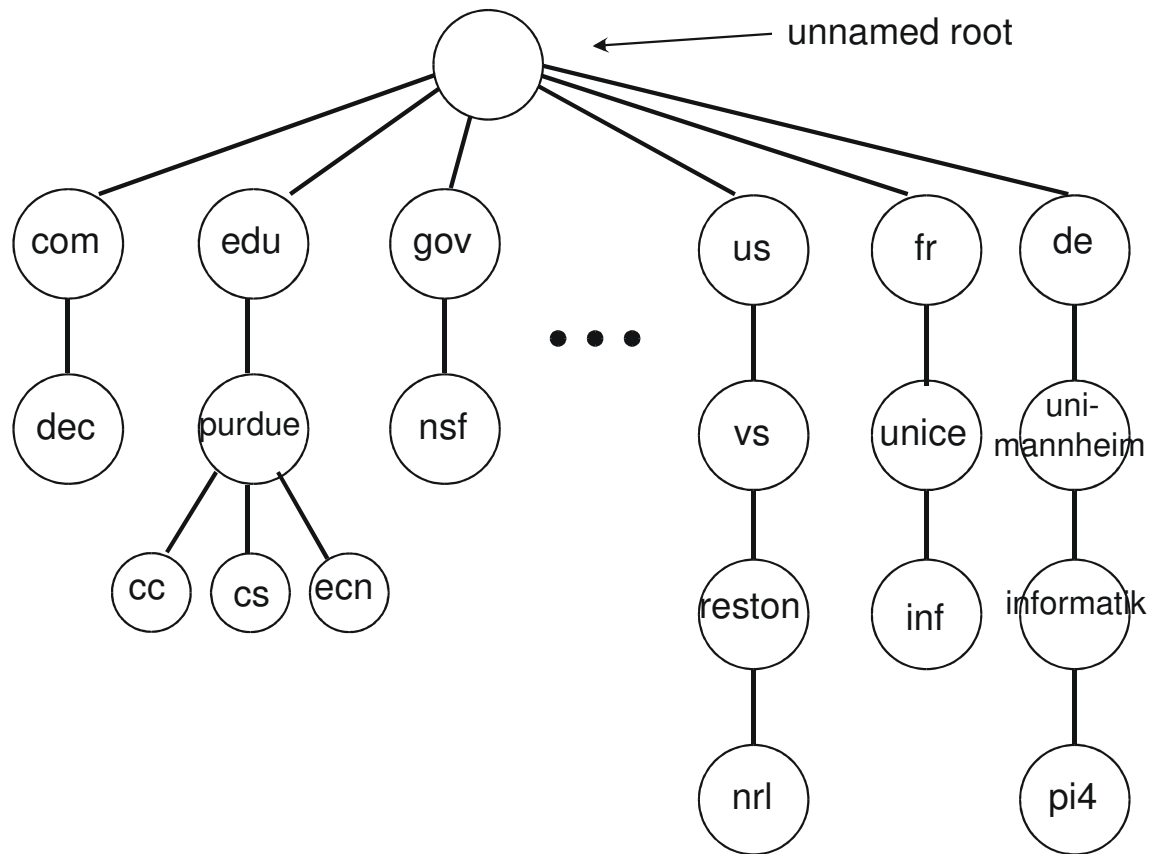 unnamed root
com
edu
gov
us
fr
de
dec
purdue
nsf
vs
unice
uni-
mannheim
cc
cs
ecn
reston
inf
informatik
nrl
pi4